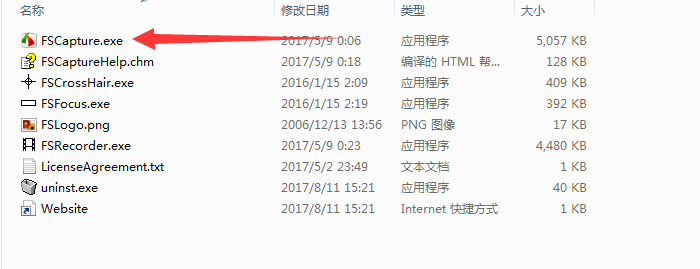 名称 修改日期 类型 大小
FSCapture.exe 2017/5/9 0:06 应用程序 5,057 KB
FSCaptureHelp.chm 2017/5/9 0:18 编译的 HTML 帮... 128 KB
FSCrossHair.exe 2016/1/15 2:09 应用程序 409 KB
FSFocus.exe 2016/1/15 2:19 应用程序 392 KB
FSLogo.png 2006/12/13 13:56 PNG 图像 17 KB
FSRecorder.exe 2017/5/9 0:23 应用程序 4,480 KB
LicenseAgreement.txt 2017/5/2 23:49 文本文档 1 KB
uninst.exe 2017/8/11 15:21 应用程序 40 KB
Website 2017/8/11 15:21 Internet 快捷方式 1 KB